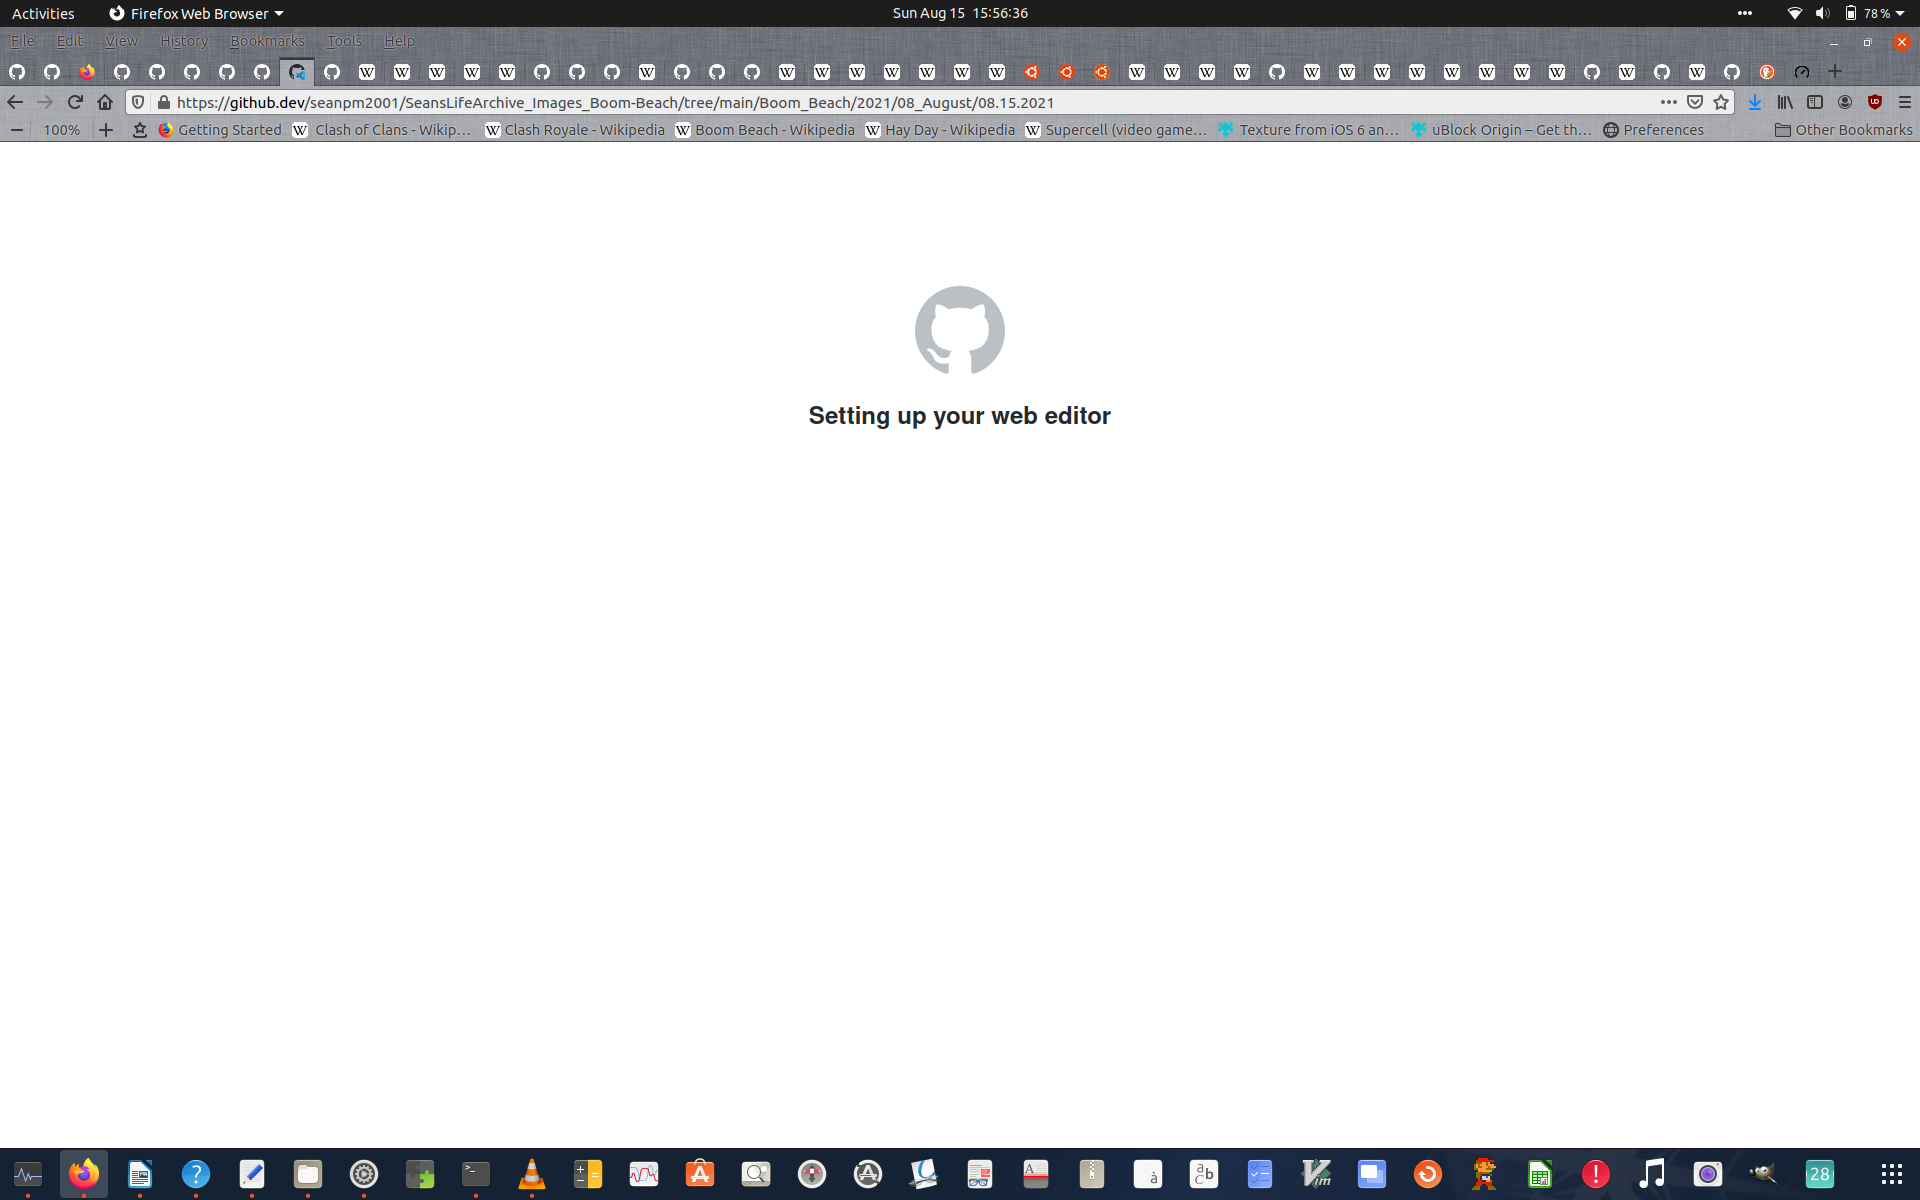 Activities
Firefox Web Browser
Sun Aug 15 15:56:36
78 %
File Edit View History Bookmarks Tools Help
https://github.dev/seanpm2001/SeansLifeArchive_Images_Boom-Beach/tree/main/Boom_Beach/2021/08_August/08.15.2021
100%
Getting Started
Clash of Clans - Wikip…
Clash Royale - Wikipedia
Boom Beach - Wikipedia
Hay Day - Wikipedia
Supercell (video game…
Texture from iOS 6 an…
uBlock Origin – Get th…
Preferences
Other Bookmarks
Setting up your web editor
28